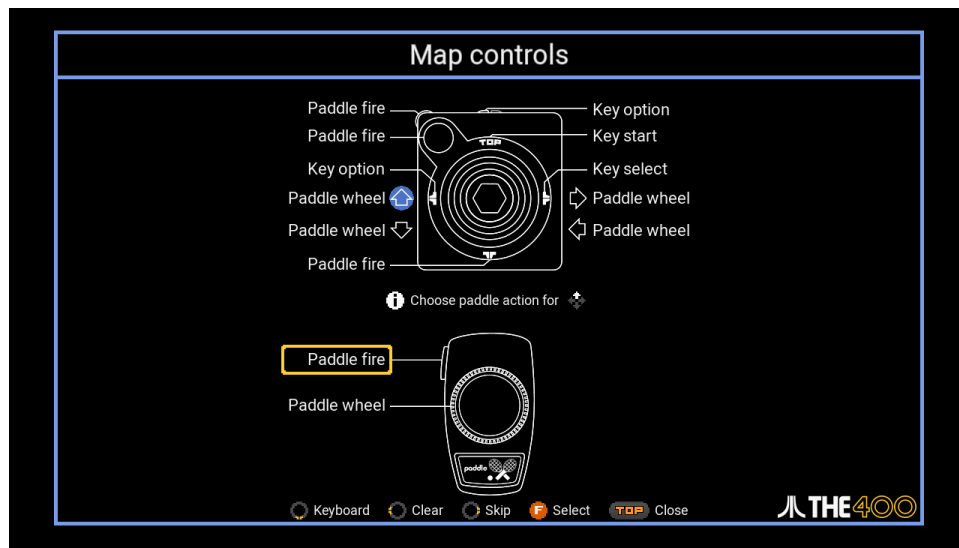 Map controls
Paddle fire
Key option
Paddle fire
Key start
TOP
Key option
Key select
Paddle wheel
Paddle wheel
Paddle wheel
Paddle wheel
Paddle fire
Choose paddle action for
Paddle fire
Paddle wheel
paddle
Keyboard
Clear
Skip
F Select
TOP Close
THE400